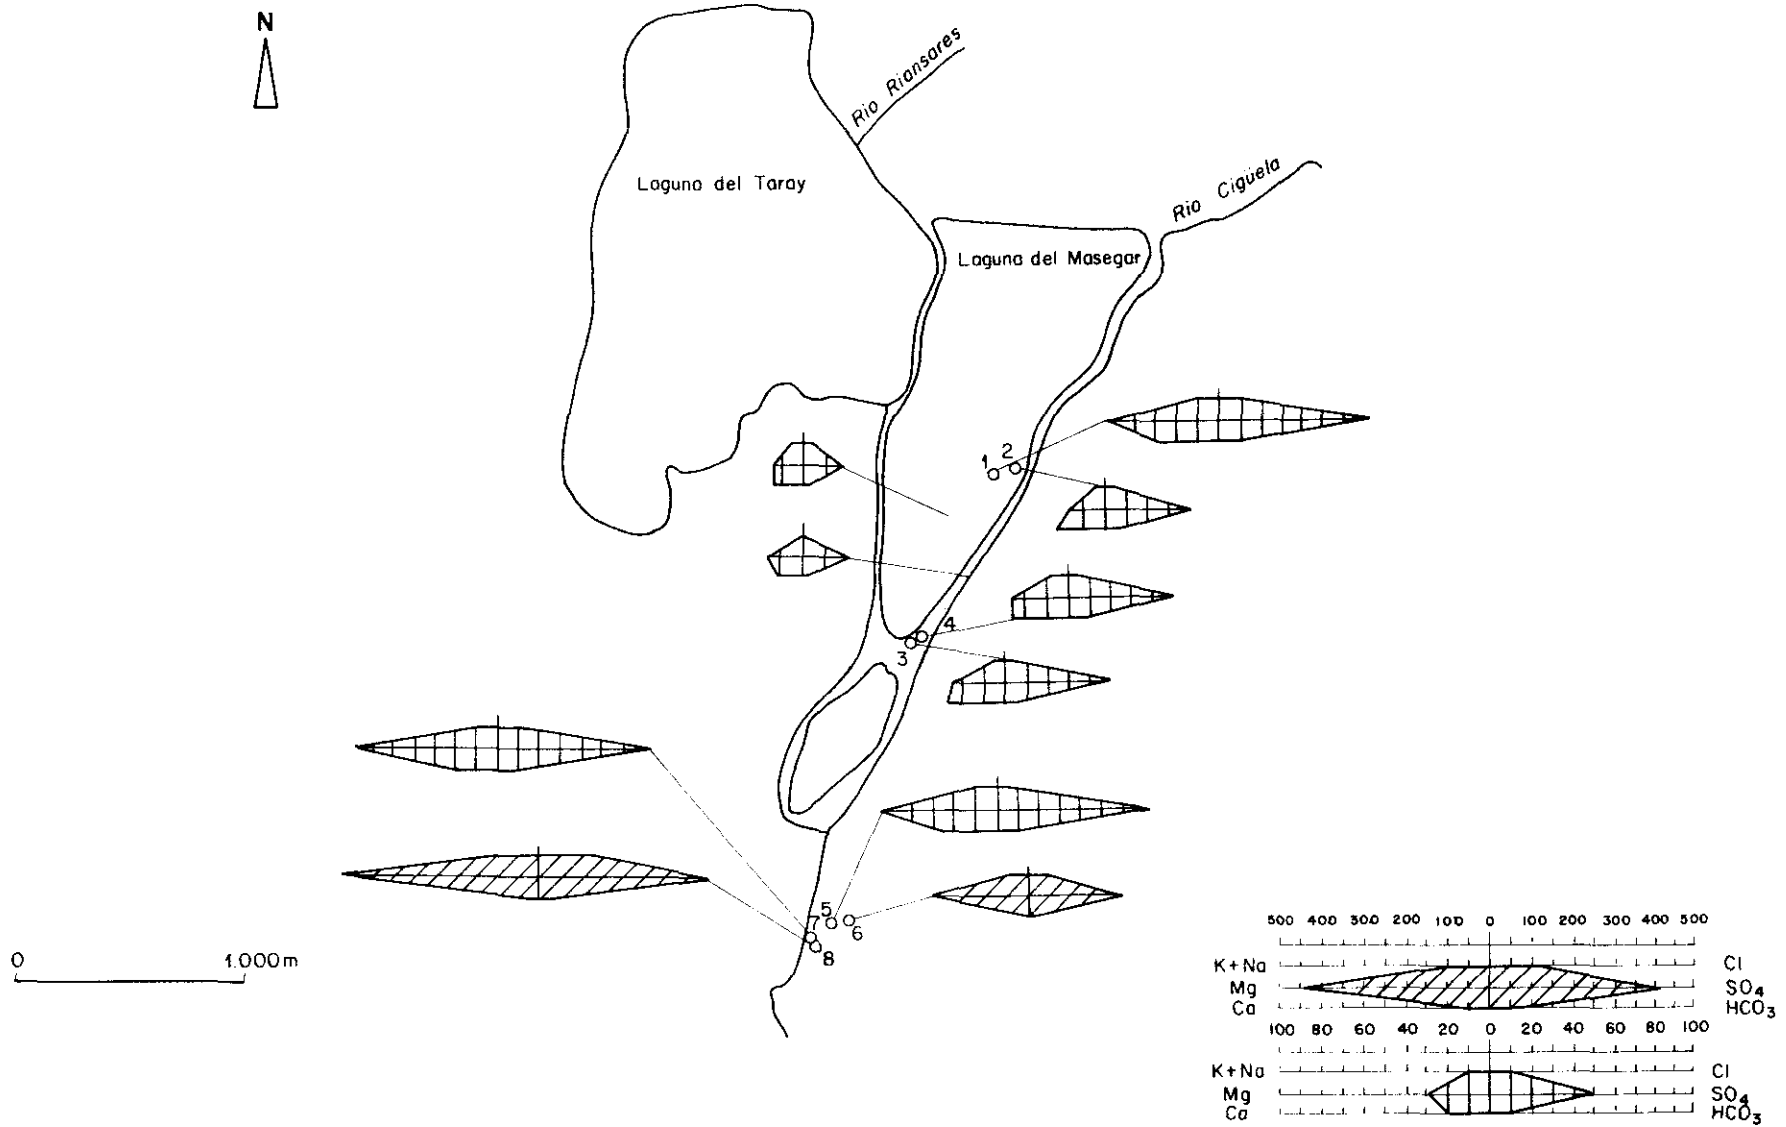 N
Rio Riansares
Laguna del Taray
Rio Cigüela
Laguna del Masegar
1 2
4
3
5
6
7
8
0 1.000m
500 400 300 200 100 0 100 200 300 400 500
K+Na Cl
Mg SO₄
Ca HCO₃
100 80 60 40 20 0 20 40 60 80 100
K+Na Cl
Mg SO₄
Ca HCO₃